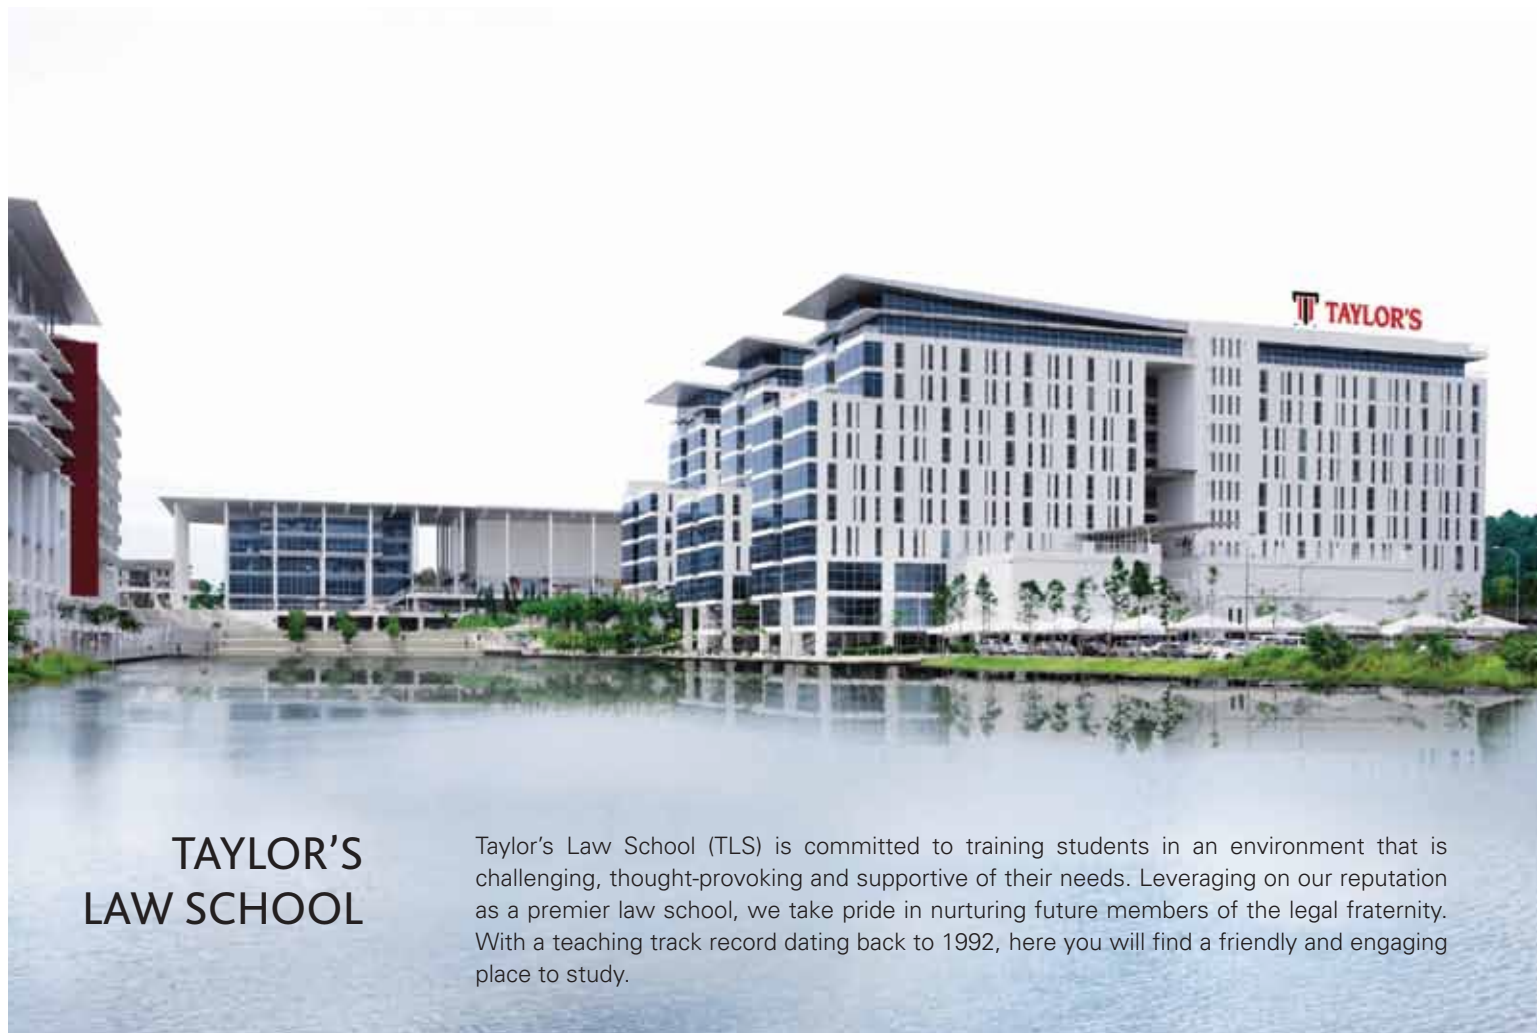 TAYLOR'S
TAYLOR’S
LAW SCHOOL
Taylor’s Law School (TLS) is committed to training students in an environment that is
challenging, thought-provoking and supportive of their needs. Leveraging on our reputation
as a premier law school, we take pride in nurturing future members of the legal fraternity.
With a teaching track record dating back to 1992, here you will find a friendly and engaging
place to study.